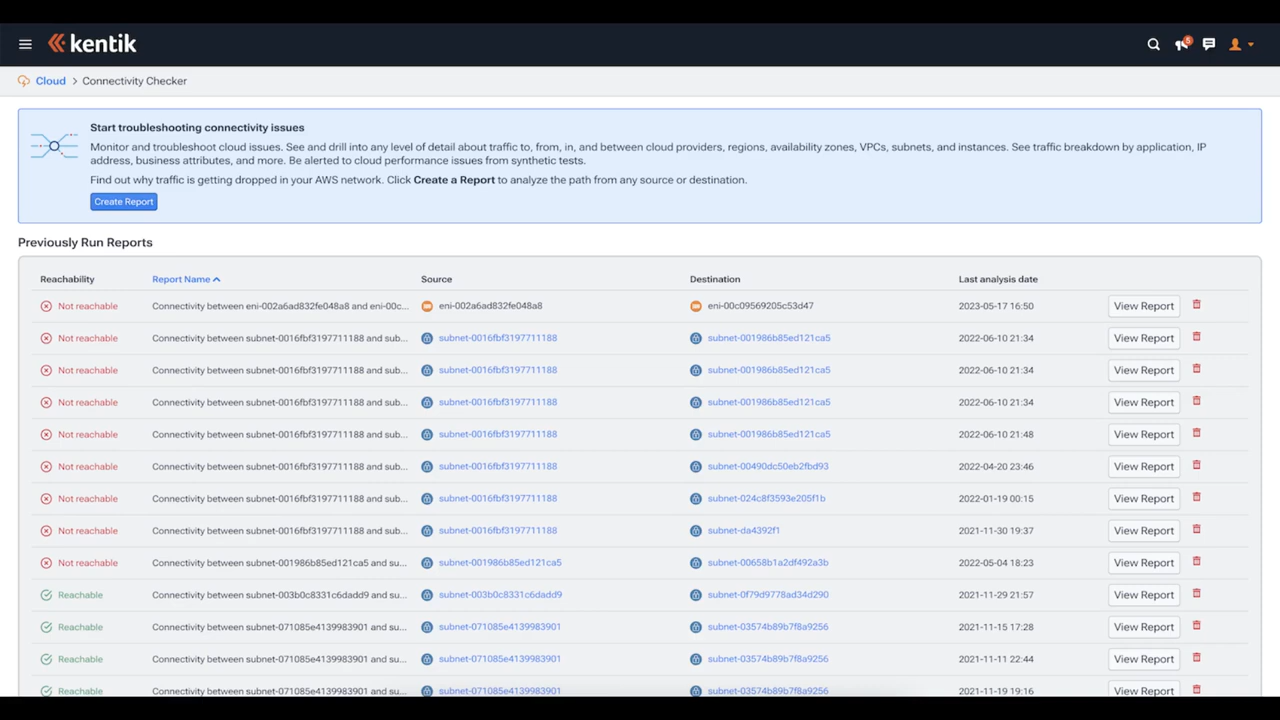 kentik
5
Cloud > Connectivity Checker
Start troubleshooting connectivity issues
Monitor and troubleshoot cloud issues. See and drill into any level of detail about traffic to, from, in, and between cloud providers, regions, availability zones, VPCs, subnets, and instances. See traffic breakdown by application, IP
address, business attributes, and more. Be alerted to cloud performance issues from synthetic tests.
Find out why traffic is getting dropped in your AWS network. Click Create a Report to analyze the path from any source or destination.
Create Report
Previously Run Reports
Reachability Report Name Source Destination Last analysis date
Not reachable Connectivity between eni-002a6ad832fe048a8 and eni-00c... eni-002a6ad832fe048a8 eni-00c09569205c53d47 2023-05-17 16:50 View Report
Not reachable Connectivity between subnet-0016fbf3197711188 and sub... subnet-0016fbf3197711188 subnet-001986b85ed121ca5 2022-06-10 21:34 View Report
Not reachable Connectivity between subnet-0016fbf3197711188 and sub... subnet-0016fbf3197711188 subnet-001986b85ed121ca5 2022-06-10 21:34 View Report
Not reachable Connectivity between subnet-0016fbf3197711188 and sub... subnet-0016fbf3197711188 subnet-001986b85ed121ca5 2022-06-10 21:34 View Report
Not reachable Connectivity between subnet-0016fbf3197711188 and sub... subnet-0016fbf3197711188 subnet-001986b85ed121ca5 2022-06-10 21:48 View Report
Not reachable Connectivity between subnet-0016fbf3197711188 and sub... subnet-0016fbf3197711188 subnet-00490dc50eb2fbd93 2022-04-20 23:46 View Report
Not reachable Connectivity between subnet-0016fbf3197711188 and sub... subnet-0016fbf3197711188 subnet-024c8f3593e205f1b 2022-01-19 00:15 View Report
Not reachable Connectivity between subnet-0016fbf3197711188 and sub... subnet-0016fbf3197711188 subnet-da4392f1 2021-11-30 19:37 View Report
Not reachable Connectivity between subnet-001986b85ed121ca5 and su... subnet-001986b85ed121ca5 subnet-00658b1a2df492a3b 2022-05-04 18:23 View Report
Reachable Connectivity between subnet-003b0c8331c6dadd9 and su... subnet-003b0c8331c6dadd9 subnet-0f79d9778ad34d290 2021-11-29 21:57 View Report
Reachable Connectivity between subnet-071085e4139983901 and su... subnet-071085e4139983901 subnet-03574b89b7f8a9256 2021-11-15 17:28 View Report
Reachable Connectivity between subnet-071085e4139983901 and su... subnet-071085e4139983901 subnet-03574b89b7f8a9256 2021-11-11 22:44 View Report
Reachable Connectivity between subnet-071085e4139983901 and su... subnet-071085e4139983901 subnet-03574b89b7f8a9256 2021-11-19 19:16 View Report